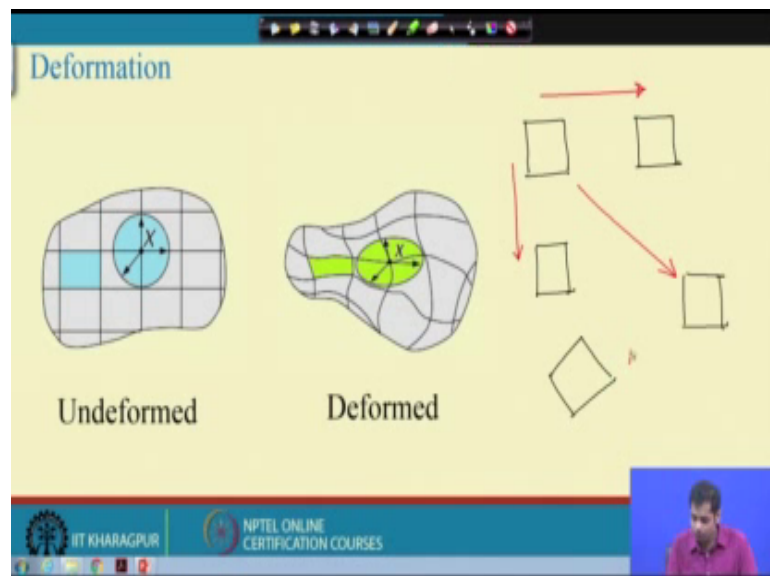 Deformation
X
X
Undeformed
Deformed
IIT KHARAGPUR
NPTEL ONLINE
CERTIFICATION COURSES